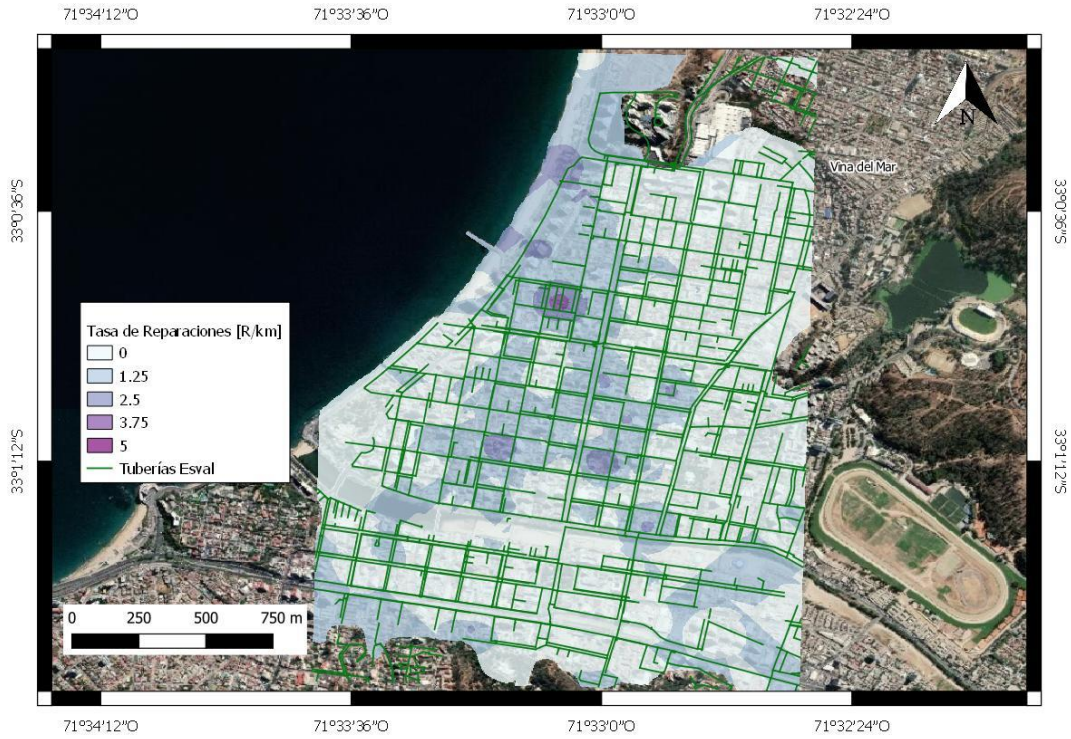 71°34'12"O 71°33'36"O 71°33'0"O 71°32'24"O
N
Vina del Mar
33°0'36"S 33°0'36"S
Tasa de Reparaciones [R/km]
0
1.25
2.5
3.75
5
Tuberías Esval
33°1'12"S 33°1'12"S
0 250 500 750 m
71°34'12"O 71°33'36"O 71°33'0"O 71°32'24"O